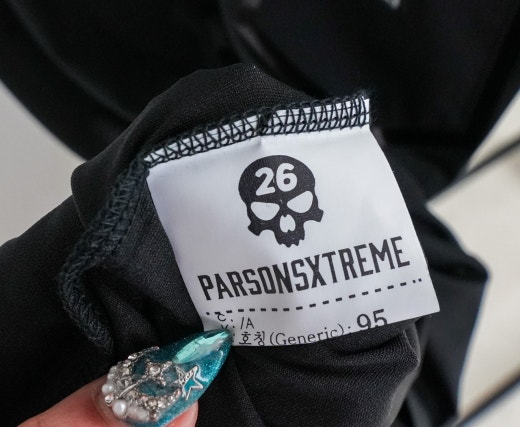 26
PARSONSXTREME
/A
호칭(Generic): 95